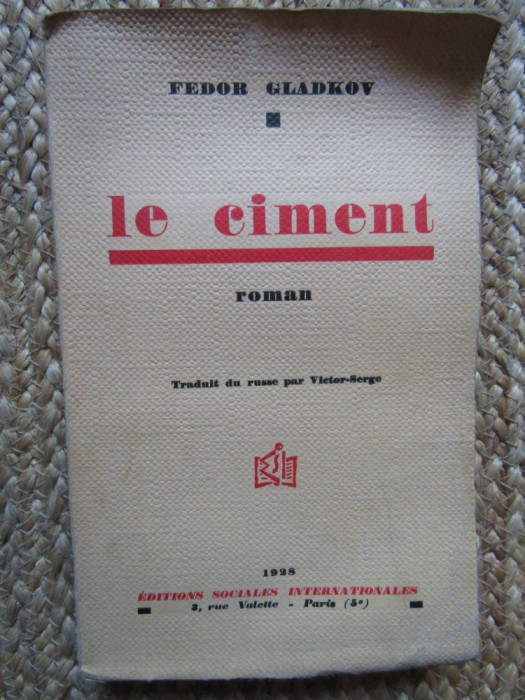 FEDOR GLADKOV
le ciment
roman
Traduit du russe par Victor-Serge
ESI
1928
ÉDITIONS SOCIALES INTERNATIONALES
3, rue Valette - Paris (5e)